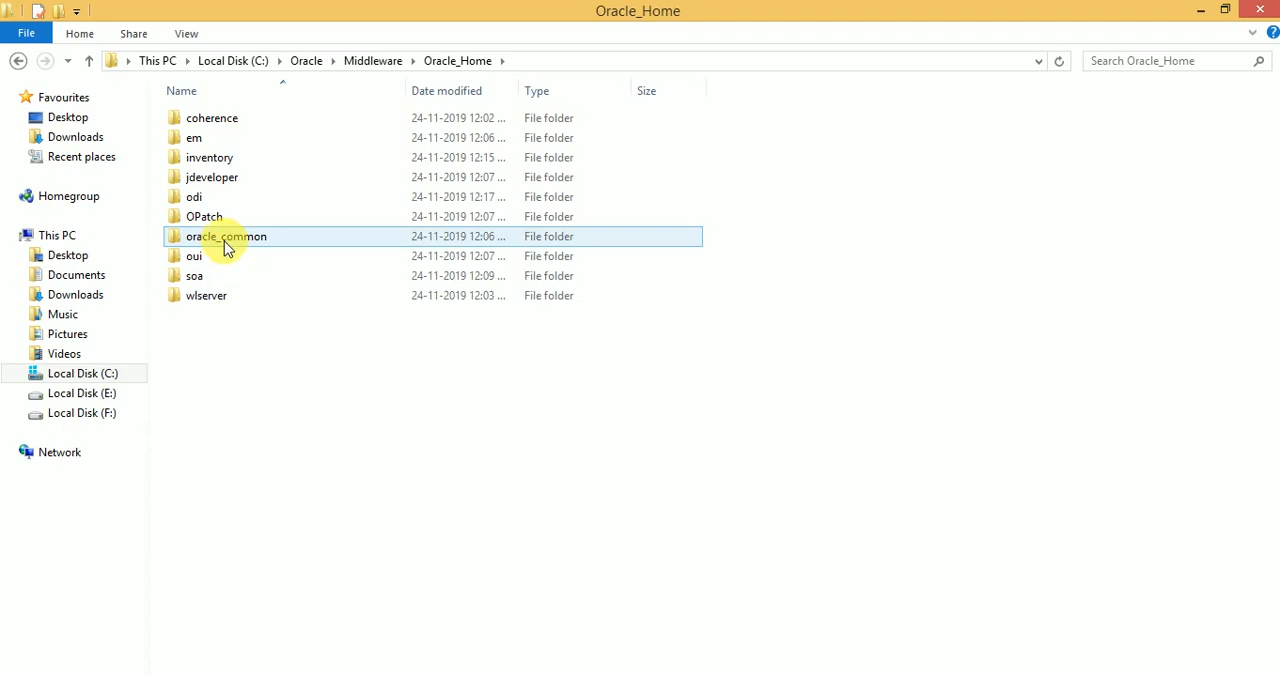 Oracle_Home
File Home Share View
This PC Local Disk (C:) Oracle Middleware Oracle_Home Search Oracle_Home
Name Date modified Type Size
Favourites
Desktop
Downloads
Recent places
Homegroup
This PC
Desktop
Documents
Downloads
Music
Pictures
Videos
Local Disk (C:)
Local Disk (E:)
Local Disk (F:)
Network
coherence 24-11-2019 12:02 ... File folder
em 24-11-2019 12:06 ... File folder
inventory 24-11-2019 12:15 ... File folder
jdeveloper 24-11-2019 12:07 ... File folder
odi 24-11-2019 12:17 ... File folder
OPatch 24-11-2019 12:07 ... File folder
oracle_common 24-11-2019 12:06 ... File folder
oui 24-11-2019 12:07 ... File folder
soa 24-11-2019 12:09 ... File folder
wlserver 24-11-2019 12:03 ... File folder